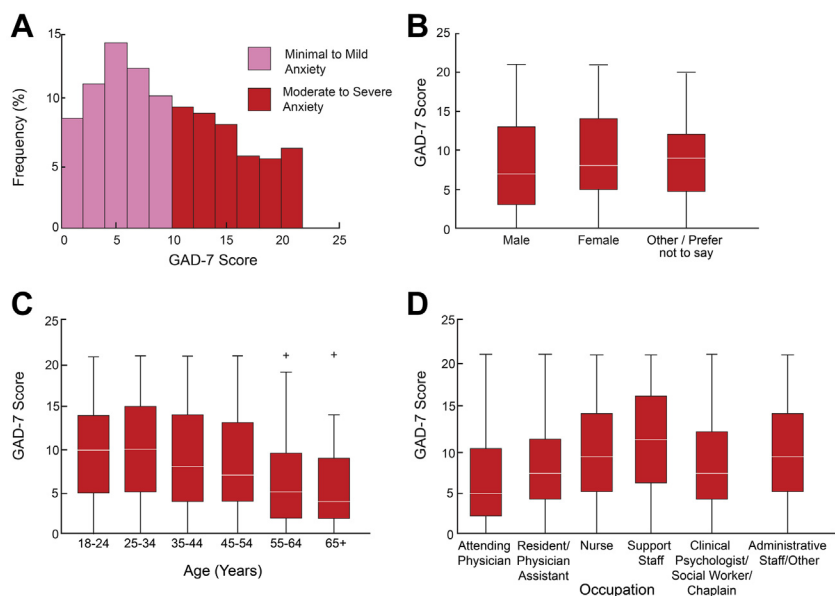 A
15
10
5
0
Frequency (%)
Minimal to Mild
Anxiety
Moderate to Severe
Anxiety
0 5 10 15 20 25
GAD-7 Score
B
25
20
15
10
5
0
GAD-7 Score
Male Female Other / Prefer
not to say
C
25
20
15
10
5
0
GAD-7 Score
18-24 25-34 35-44 45-54 55-64 65+
Age (Years)
D
25
20
15
10
5
0
GAD-7 Score
Attending
Physician
Resident/
Physician
Assistant
Nurse
Support
Staff
Clinical
Psychologist/
Social Worker/
Chaplain
Administrative
Staff/Other
Occupation